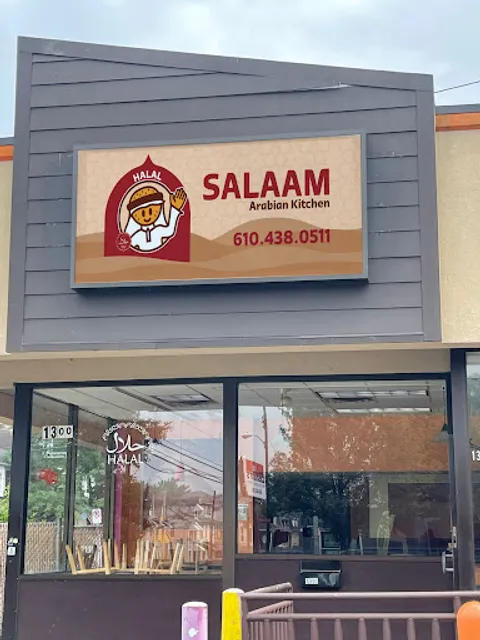 HALAL
SALAAM
Arabian Kitchen
610.438.0511
1300
حلال
HALAL